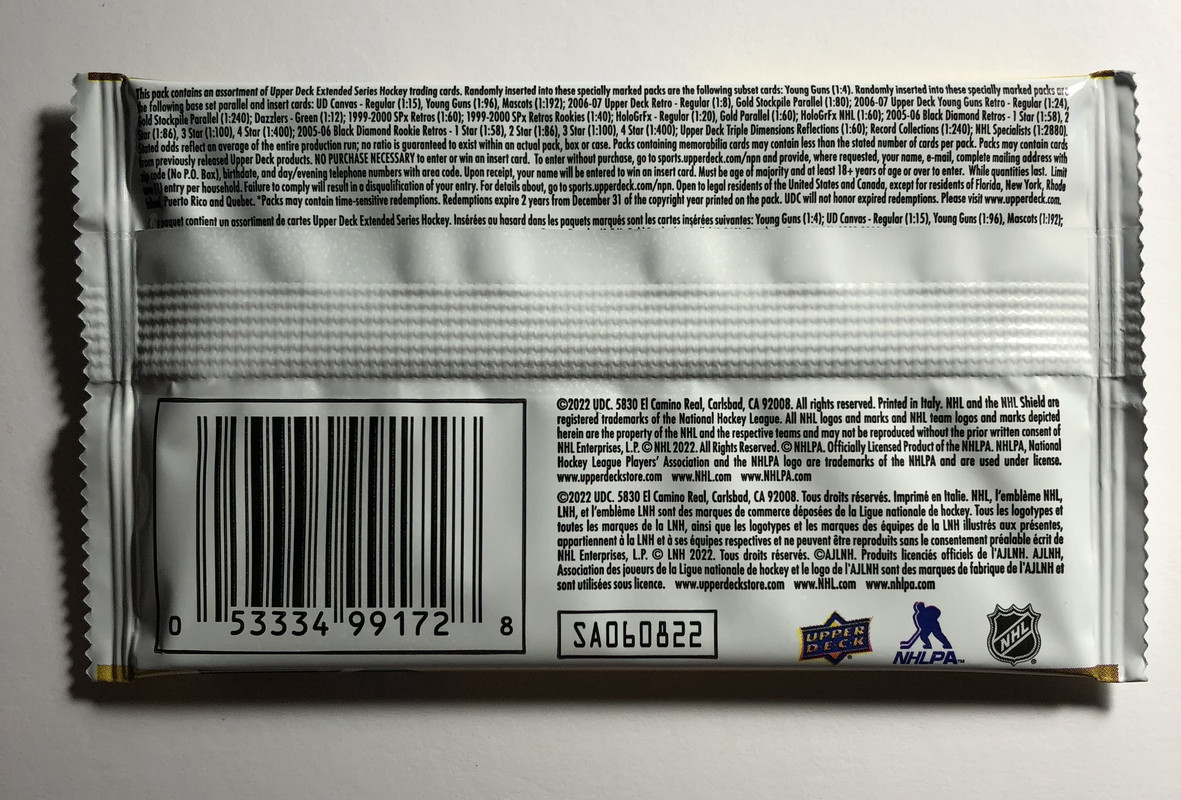 This pack contains an assortment of Upper Deck Extended Series Hockey trading cards. Randomly inserted into these specially marked packs are the following subset cards: Young Guns (1:4). Randomly inserted into these specially marked packs are
the following base set parallel and insert cards: UD Canvas - Regular (1:15), Young Guns (1:96), Mascots (1:192); 2006-07 Upper Deck Retro - Regular (1:8), Gold Stockpile Parallel (1:80); 2006-07 Upper Deck Young Guns Retro - Regular (1:24),
Gold Stockpile Parallel (1:240); Dazzlers - Green (1:12); 1999-2000 SPx Retros (1:60); 1999-2000 SPx Retros Rookies (1:40); HoloGrFx - Regular (1:20), Gold Parallel (1:60); HoloGrFx NHL (1:60); 2005-06 Black Diamond Retros - 1 Star (1:58), 2
Star (1:86), 3 Star (1:100), 4 Star (1:400); 2005-06 Black Diamond Rookie Retros - 1 Star (1:58), 2 Star (1:86), 3 Star (1:100), 4 Star (1:400); Upper Deck Triple Dimensions Reflections (1:60); Record Collections (1:240); NHL Specialists (1:2880).
Stated odds reflect an average of the entire production run; no ratio is guaranteed to exist within an actual pack, box or case. Packs containing memorabilia cards may contain less than the stated number of cards per pack. Packs may contain cards
from previously released Upper Deck products. NO PURCHASE NECESSARY to enter or win an insert card. To enter without purchase, go to sports.upperdeck.com/npn and provide, where requested, your name, e-mail, complete mailing address with
zip code (No P.O. Box), birthdate, and day/evening telephone numbers with area code. Upon receipt, your name will be entered to win an insert card. Must be age of majority and at least 18+ years of age or over to enter. While quantities last. Limit
entry per household. Failure to comply will result in a disqualification of your entry. For details about, go to sports.upperdeck.com/npn. Open to legal residents of the United States and Canada, except for residents of Florida, New York, Rhode
Puerto Rico and Quebec. *Packs may contain time-sensitive redemptions. Redemptions expire 2 years from December 31 of the copyright year printed on the pack. UDC will not honor expired redemptions. Please visit www.upperdeck.com.
paquet contient un assortiment de cartes Upper Deck Extended Series Hockey. Insérées au hasard dans les paquets marqués sont les cartes insérées suivantes: Young Guns (1:4); UD Canvas - Regular (1:15), Young Guns (1:96), Mascots (1:192);
©2022 UDC. 5830 El Camino Real, Carlsbad, CA 92008. All rights reserved. Printed in Italy. NHL and the NHL Shield are
registered trademarks of the National Hockey League. All NHL logos and marks and NHL team logos and marks depicted
herein are the property of the NHL and the respective teams and may not be reproduced without the prior written consent of
NHL Enterprises, L.P. © NHL 2022. All Rights Reserved. © NHLPA. Officially Licensed Product of the NHLPA. NHLPA, National
Hockey League Players' Association and the NHLPA logo are trademarks of the NHLPA and are used under license.
www.upperdeckstore.com www.NHL.com www.NHLPA.com
©2022 UDC. 5830 El Camino Real, Carlsbad, CA 92008. Tous droits réservés. Imprimé en Italie. NHL, l'emblème NHL,
LNH, et l'emblème LNH sont des marques de commerce déposées de la Ligue nationale de hockey. Tous les logotypes et
toutes les marques de la LNH, ainsi que les logotypes et les marques des équipes de la LNH illustrés aux présentes,
appartiennent à la LNH et à ses équipes respectives et ne peuvent être reproduits sans le consentement préalable écrit de
NHL Enterprises, L.P. © LNH 2022. Tous droits réservés. ©AJLNH. Produits licenciés officiels de l'AJLNH. AJLNH,
Association des joueurs de la Ligue nationale de hockey et le logo de l'AJLNH sont des marques de fabrique de l'AJLNH et
sont utilisées sous licence. www.upperdeckstore.com www.NHL.com www.nhlpa.com
0 53334 99172 8
SA060822
UPPER DECK ®
NHLPA™
NHL ®